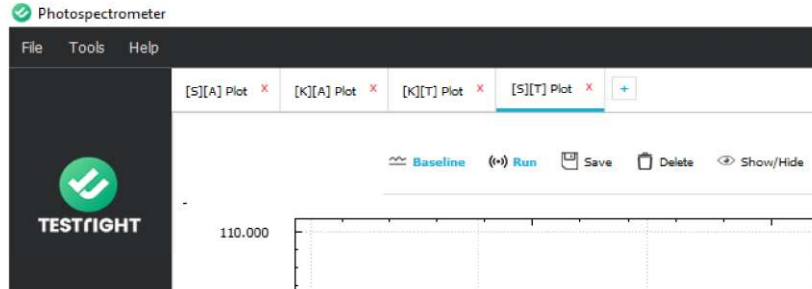 Photospectrometer
File Tools Help
[S][A] Plot X [K][A] Plot X [K][T] Plot X [S][T] Plot X +
Baseline Run Save Delete Show/Hide
TESTRIGHT
-
110.000